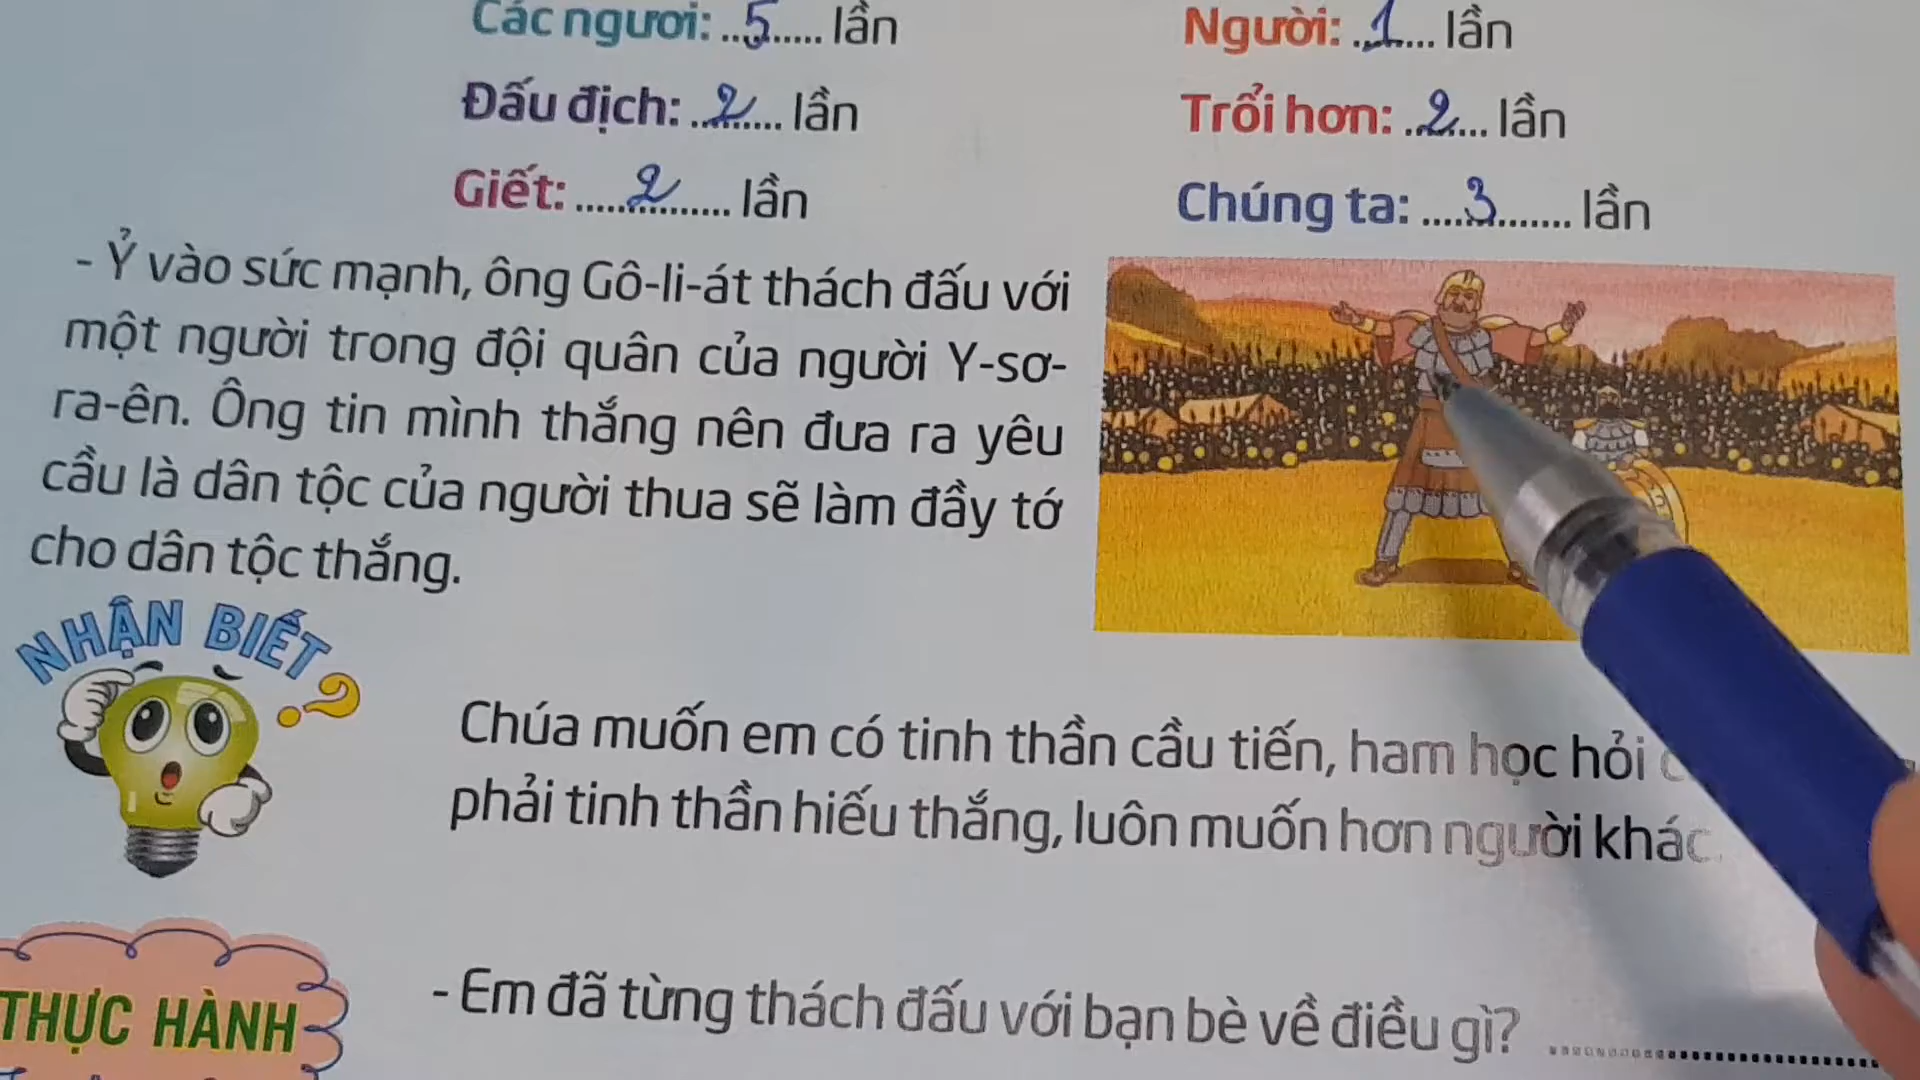 Các ngươi: ..5..... lần
Người: ..1.... lần
Đấu địch: ..2....... lần
Trổi hơn: ..2.... lần
Giết: .....2........ lần
Chúng ta: .....3....... lần
- Ỷ vào sức mạnh, ông Gô-li-át thách đấu với
một người trong đội quân của người Y-sơ-
ra-ên. Ông tin mình thắng nên đưa ra yêu
cầu là dân tộc của người thua sẽ làm đầy tớ
cho dân tộc thắng.
NHẬN BIẾT ?
Chúa muốn em có tinh thần cầu tiến, ham học hỏi
phải tinh thần hiếu thắng, luôn muốn hơn người khác.
THỰC HÀNH
- Em đã từng thách đấu với bạn bè về điều gì? ..............................